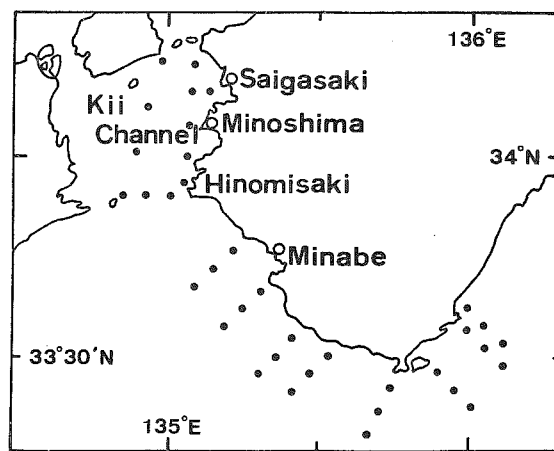 136°E
Saigasaki
Kii
Channel
Minoshima
34°N
Hinomisaki
Minabe
33°30'N
135°E